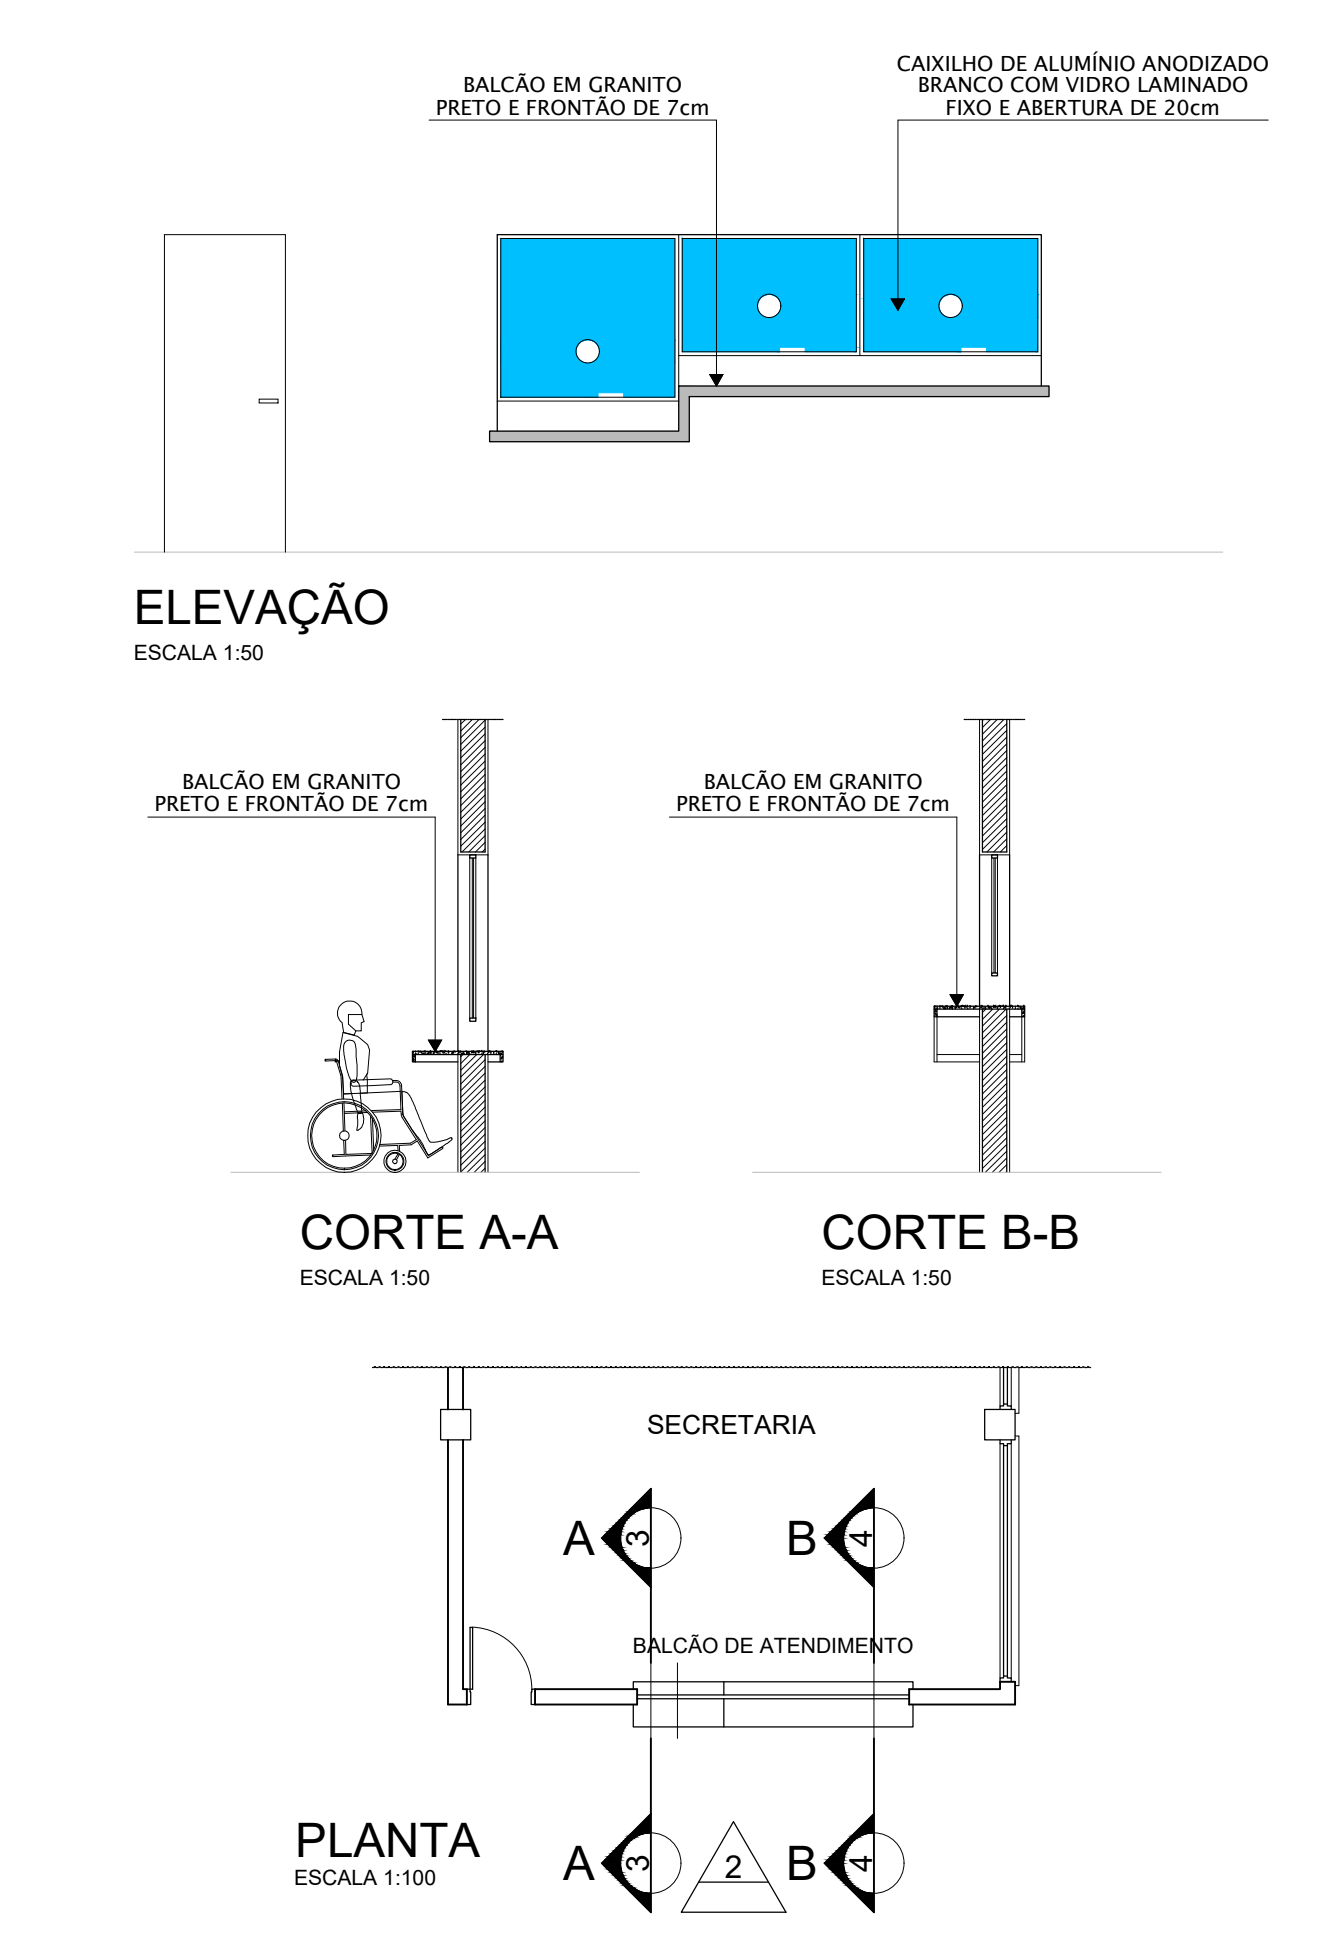 BALCÃO EM GRANITO
PRETO E FRONTÃO DE 7cm
CAIXILHO DE ALUMÍNIO ANODIZADO
BRANCO COM VIDRO LAMINADO
FIXO E ABERTURA DE 20cm
ELEVAÇÃO
ESCALA 1:50
BALCÃO EM GRANITO
PRETO E FRONTÃO DE 7cm
BALCÃO EM GRANITO
PRETO E FRONTÃO DE 7cm
CORTE A-A
ESCALA 1:50
CORTE B-B
ESCALA 1:50
SECRETARIA
A 3
B 4
BALCÃO DE ATENDIMENTO
PLANTA
ESCALA 1:100
A 3
2
B 4